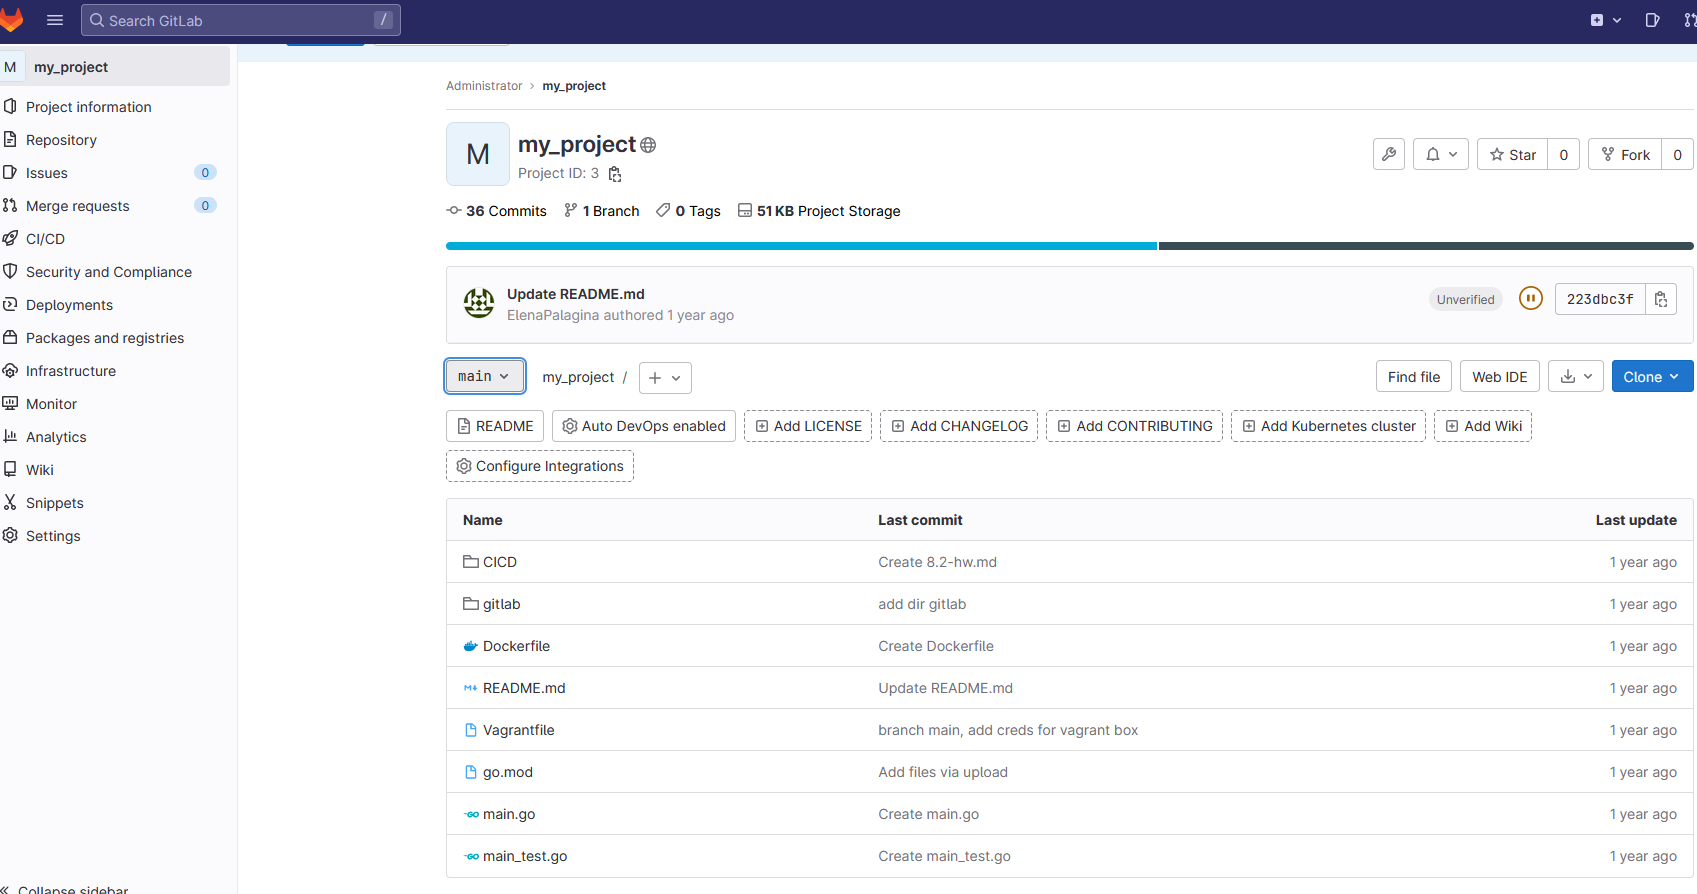 Search GitLab /
M my_project
Project information
Repository
Issues 0
Merge requests 0
CI/CD
Security and Compliance
Deployments
Packages and registries
Infrastructure
Monitor
Analytics
Wiki
Snippets
Settings
Collapse sidebar
Administrator › my_project
M
my_project
Project ID: 3
Star 0 Fork 0
36 Commits 1 Branch 0 Tags 51 KB Project Storage
Update README.md
ElenaPalagina authored 1 year ago
Unverified 223dbc3f
main my_project / + Find file Web IDE Clone
README Auto DevOps enabled Add LICENSE Add CHANGELOG Add CONTRIBUTING Add Kubernetes cluster Add Wiki
Configure Integrations
Name Last commit Last update
CICD Create 8.2-hw.md 1 year ago
gitlab add dir gitlab 1 year ago
Dockerfile Create Dockerfile 1 year ago
README.md Update README.md 1 year ago
Vagrantfile branch main, add creds for vagrant box 1 year ago
go.mod Add files via upload 1 year ago
main.go Create main.go 1 year ago
main_test.go Create main_test.go 1 year ago